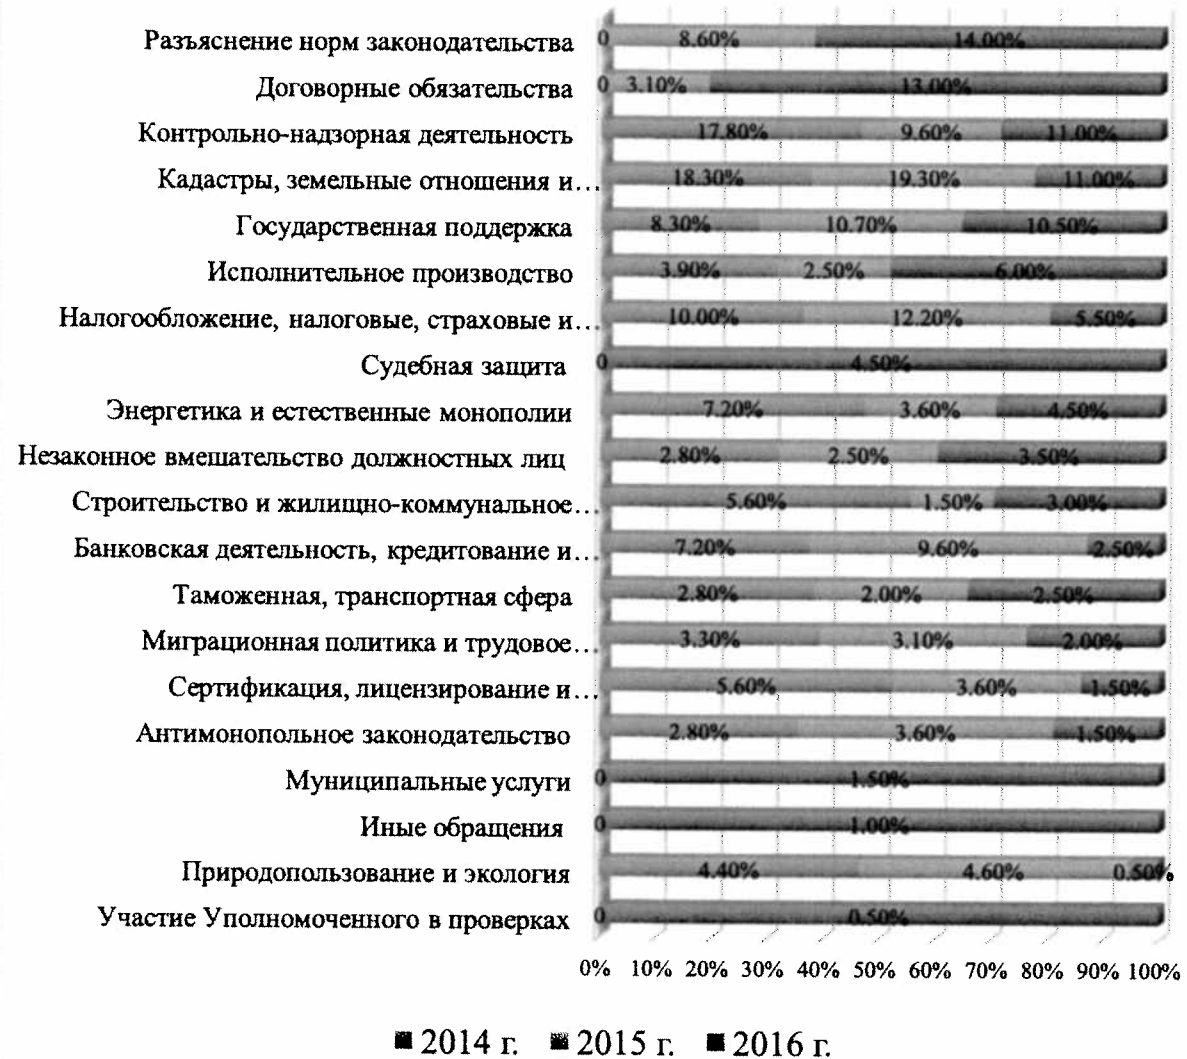 Разъяснение норм законодательства 0 8.60% 14.00%
Договорные обязательства 0 3.10% 13.00%
Контрольно-надзорная деятельность 17.80% 9.60% 11.00%
Кадастры, земельные отношения и... 18.30% 19.30% 11.00%
Государственная поддержка 8.30% 10.70% 10.50%
Исполнительное производство 3.90% 2.50% 6.00%
Налогообложение, налоговые, страховые и... 10.00% 12.20% 5.50%
Судебная защита 0 4.50%
Энергетика и естественные монополии 7.20% 3.60% 4.50%
Незаконное вмешательство должностных лиц 2.80% 2.50% 3.50%
Строительство и жилищно-коммунальное... 5.60% 1.50% 3.00%
Банковская деятельность, кредитование и... 7.20% 9.60% 2.50%
Таможенная, транспортная сфера 2.80% 2.00% 2.50%
Миграционная политика и трудовое... 3.30% 3.10% 2.00%
Сертификация, лицензирование и... 5.60% 3.60% 1.50%
Антимонопольное законодательство 2.80% 3.60% 1.50%
Муниципальные услуги 0 1.50%
Иные обращения 0 1.00%
Природопользование и экология 4.40% 4.60% 0.50%
Участие Уполномоченного в проверках 0 0.50%
0% 10% 20% 30% 40% 50% 60% 70% 80% 90% 100%
2014 г. 2015 г. 2016 г.